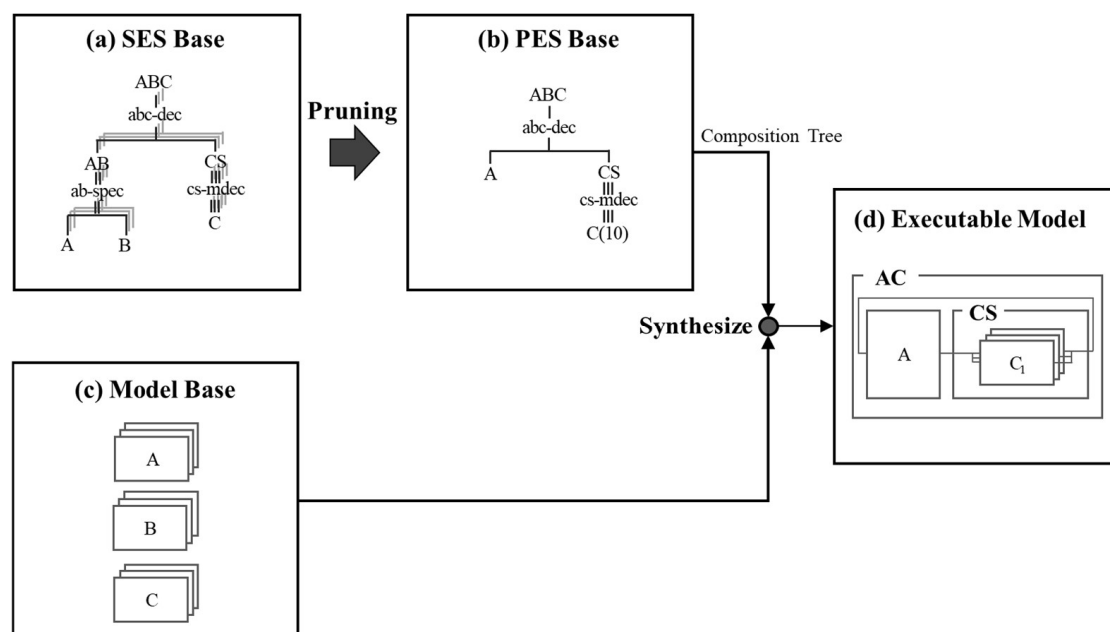 (a) SES Base
ABC
abc-dec
AB
CS
ab-spec
cs-mdec
A
B
C
Pruning
(b) PES Base
ABC
abc-dec
A
CS
cs-mdec
C(10)
Composition Tree
Synthesize
(c) Model Base
A
B
C
(d) Executable Model
AC
CS
A
C1